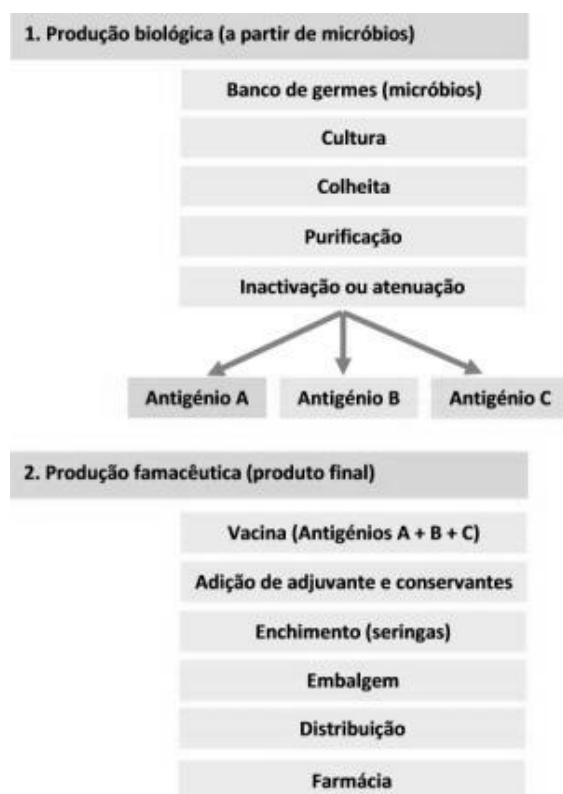 1. Produção biológica (a partir de micróbios)
Banco de germes (micróbios)
Cultura
Colheita
Purificação
Inactivação ou atenuação
Antigénio A Antigénio B Antigénio C
2. Produção famacêutica (produto final)
Vacina (Antigénios A + B + C)
Adição de adjuvante e conservantes
Enchimento (seringas)
Embalgem
Distribuição
Farmácia